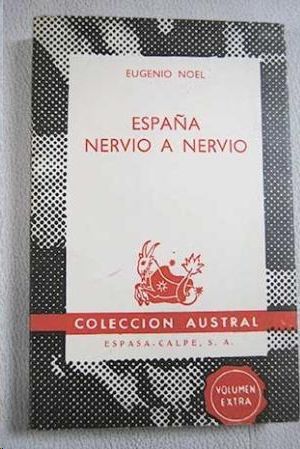 EUGENIO NOEL
ESPAÑA
NERVIO A NERVIO
COLECCION AUSTRAL
ESPASA-CALPE, S. A.
VOLUMEN
EXTRA